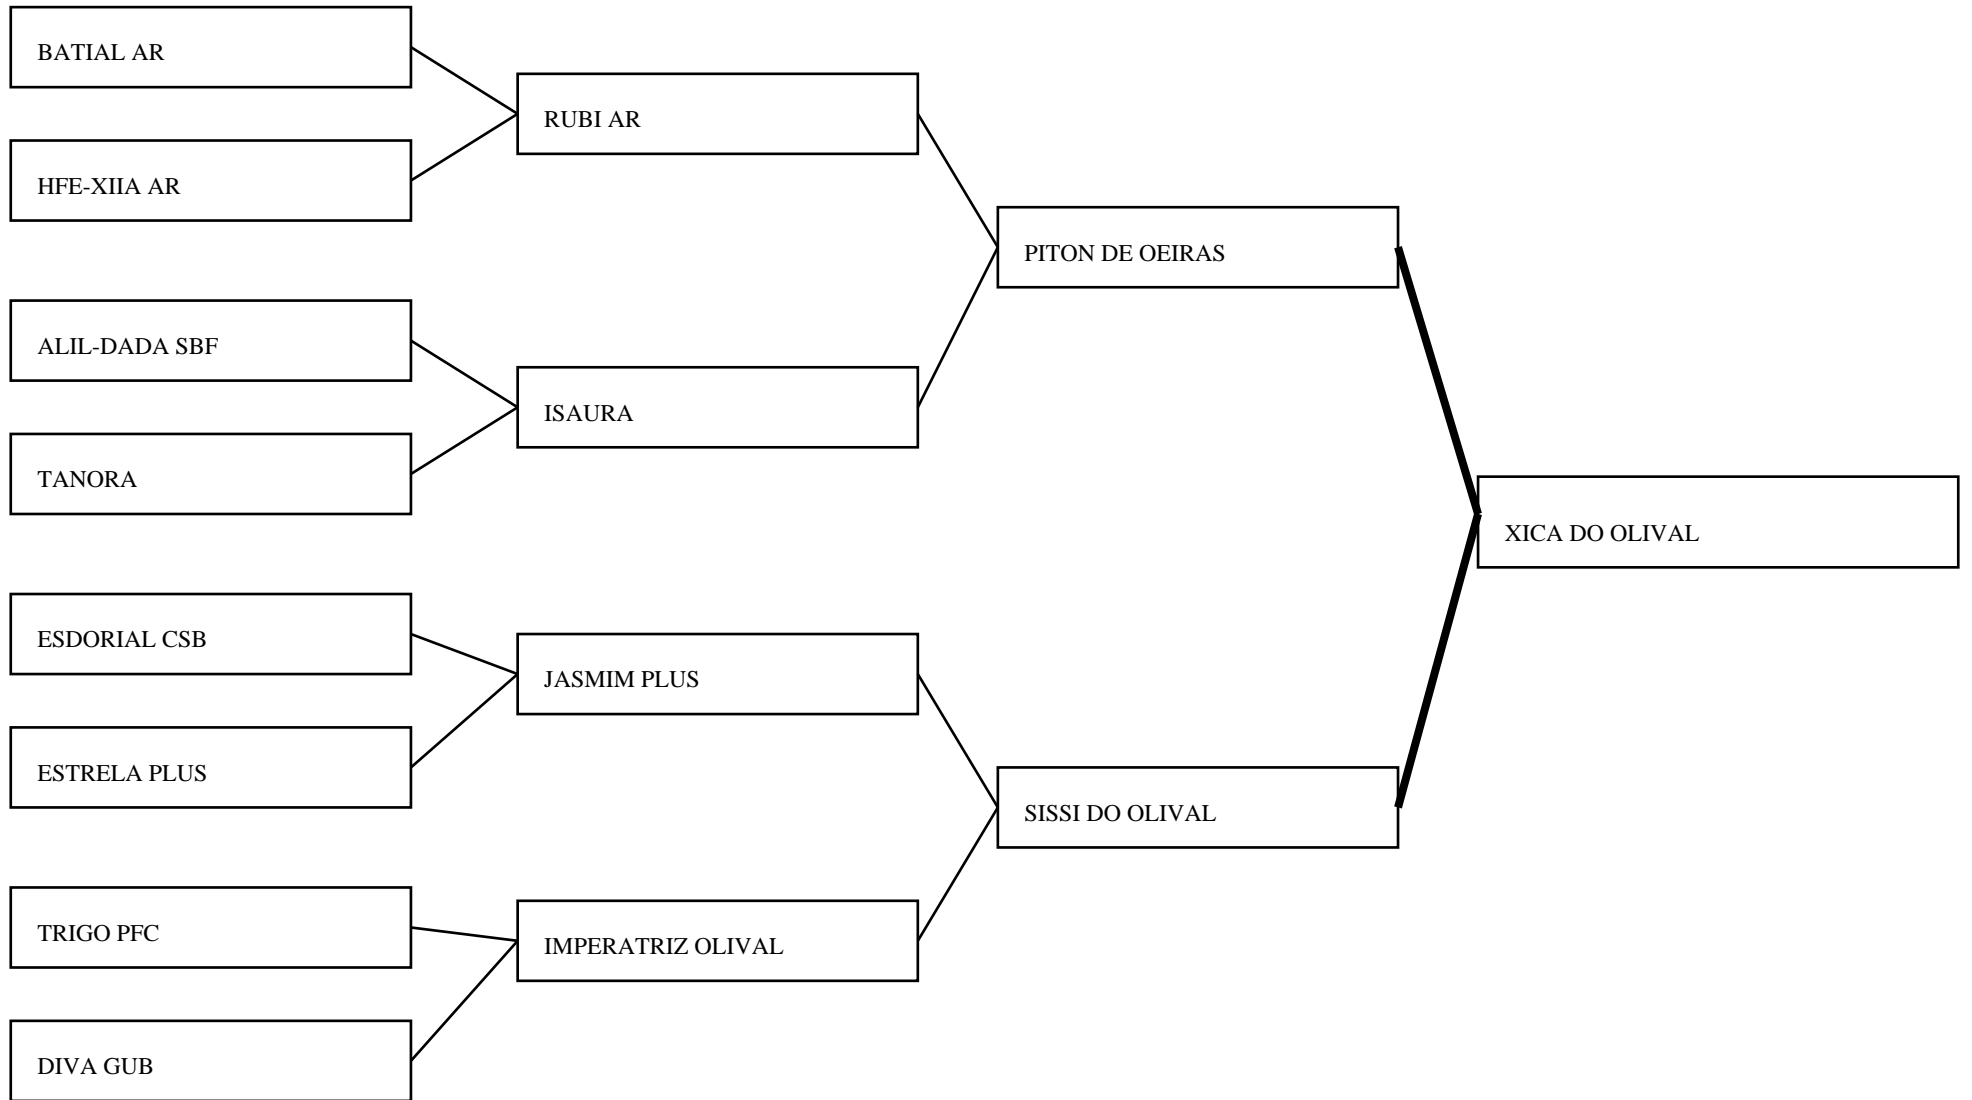 BATIAL AR
HFE-XIIA AR
RUBI AR
ALIL-DADA SBF
TANORA
ISAURA
PITON DE OEIRAS
ESDORIAL CSB
ESTRELA PLUS
JASMIM PLUS
TRIGO PFC
DIVA GUB
IMPERATRIZ OLIVAL
SISSI DO OLIVAL
XICA DO OLIVAL